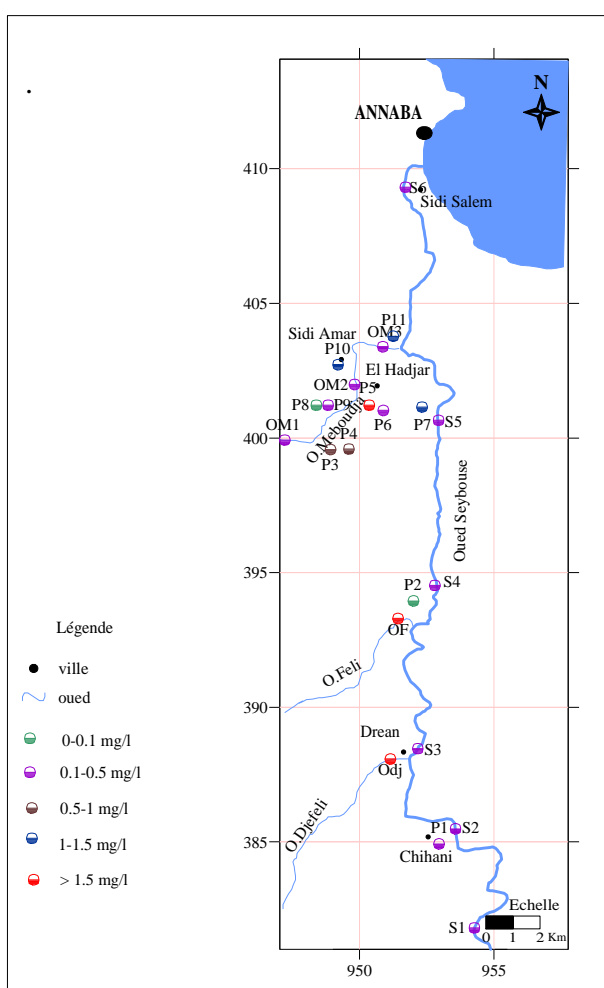 N
ANNABA
410
S6
Sidi Salem
405
P11
Sidi Amar
OM3
P10
El Hadjar
OM2
P5
P8
P9
P6
P7
S5
OM1
O.Meboudja
P4
400
P3
Oued Seybouse
395
P2
S4
OF
Légende
O.Feli
ville
oued
390
Drean
S3
0-0.1 mg/l
Odj
0.1-0.5 mg/l
O.Djefeli
0.5-1 mg/l
P1
S2
385
1-1.5 mg/l
Chihani
> 1.5 mg/l
Echelle
S1
0 1 2 Km
950 955